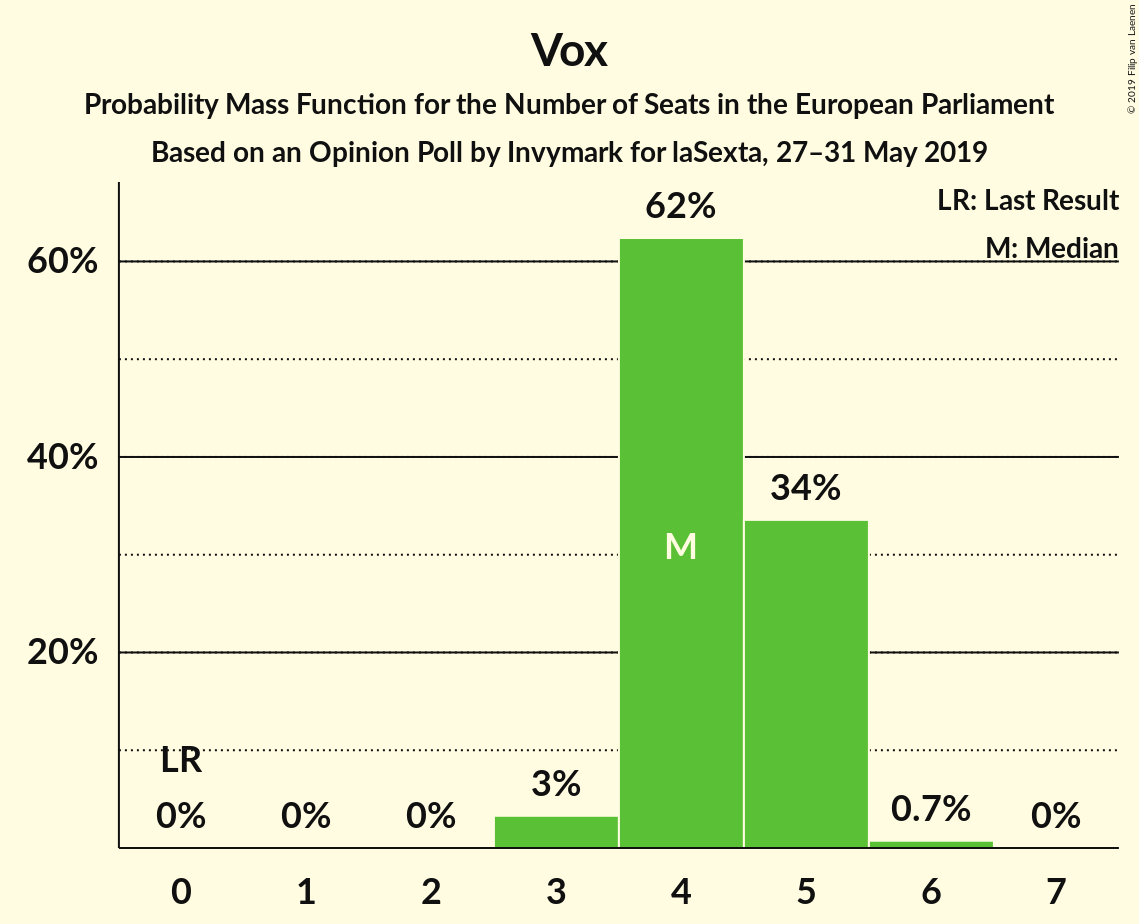 Vox
Probability Mass Function for the Number of Seats in the European Parliament
Based on an Opinion Poll by Invymark for laSexta, 27–31 May 2019
© 2019 Filip van Laenen
LR: Last Result
M: Median
62%
60%
40%
34%
M
20%
LR
0%
0%
0%
3%
0.7%
0%
0
1
2
3
4
5
6
7